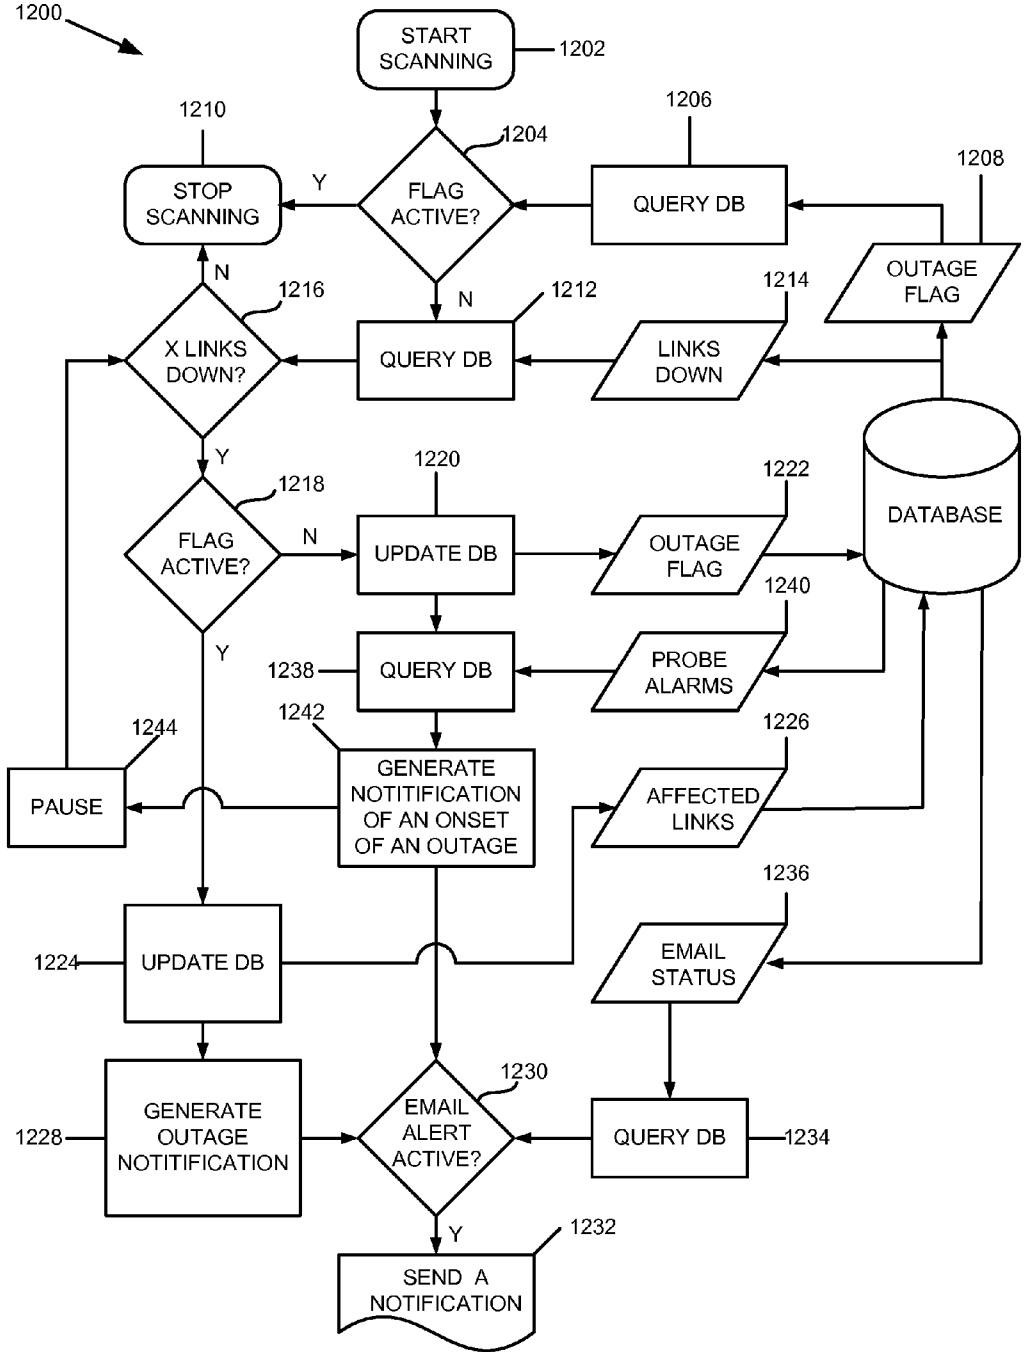 1200
START
SCANNING
1202
1210
1206
1204
1208
STOP
SCANNING
Y
FLAG
ACTIVE?
QUERY DB
OUTAGE
FLAG
N
1216
N
1212
1214
X LINKS
DOWN?
QUERY DB
LINKS
DOWN
Y
1220
1222
1218
DATABASE
FLAG
ACTIVE?
N
UPDATE DB
OUTAGE
FLAG
1240
Y
1238
QUERY DB
PROBE
ALARMS
1242
1244
1226
GENERATE
NOTITIFICATION
OF AN ONSET
OF AN OUTAGE
PAUSE
AFFECTED
LINKS
1236
1224
UPDATE DB
EMAIL
STATUS
1230
GENERATE
OUTAGE
NOTITIFICATION
1228
EMAIL
ALERT
ACTIVE?
QUERY DB
1234
Y
1232
SEND A
NOTIFICATION